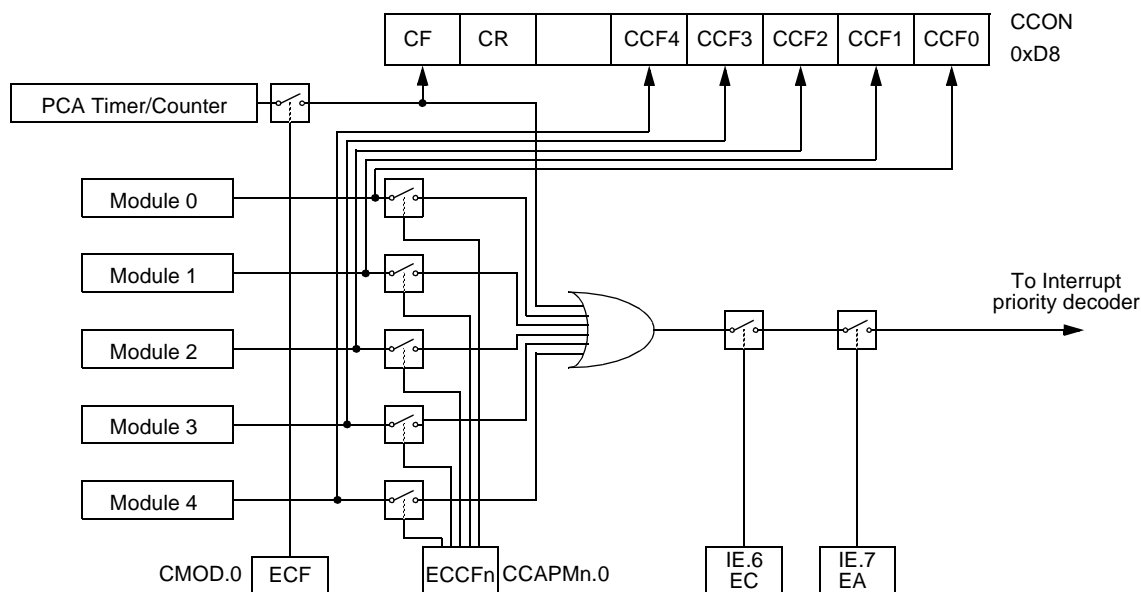 CF CR CCF4 CCF3 CCF2 CCF1 CCF0
CCON
0xD8
PCA Timer/Counter
Module 0
Module 1
Module 2
Module 3
Module 4
To Interrupt
priority decoder
CMOD.0 ECF
ECCFn CCAPMn.0
IE.6
EC
IE.7
EA